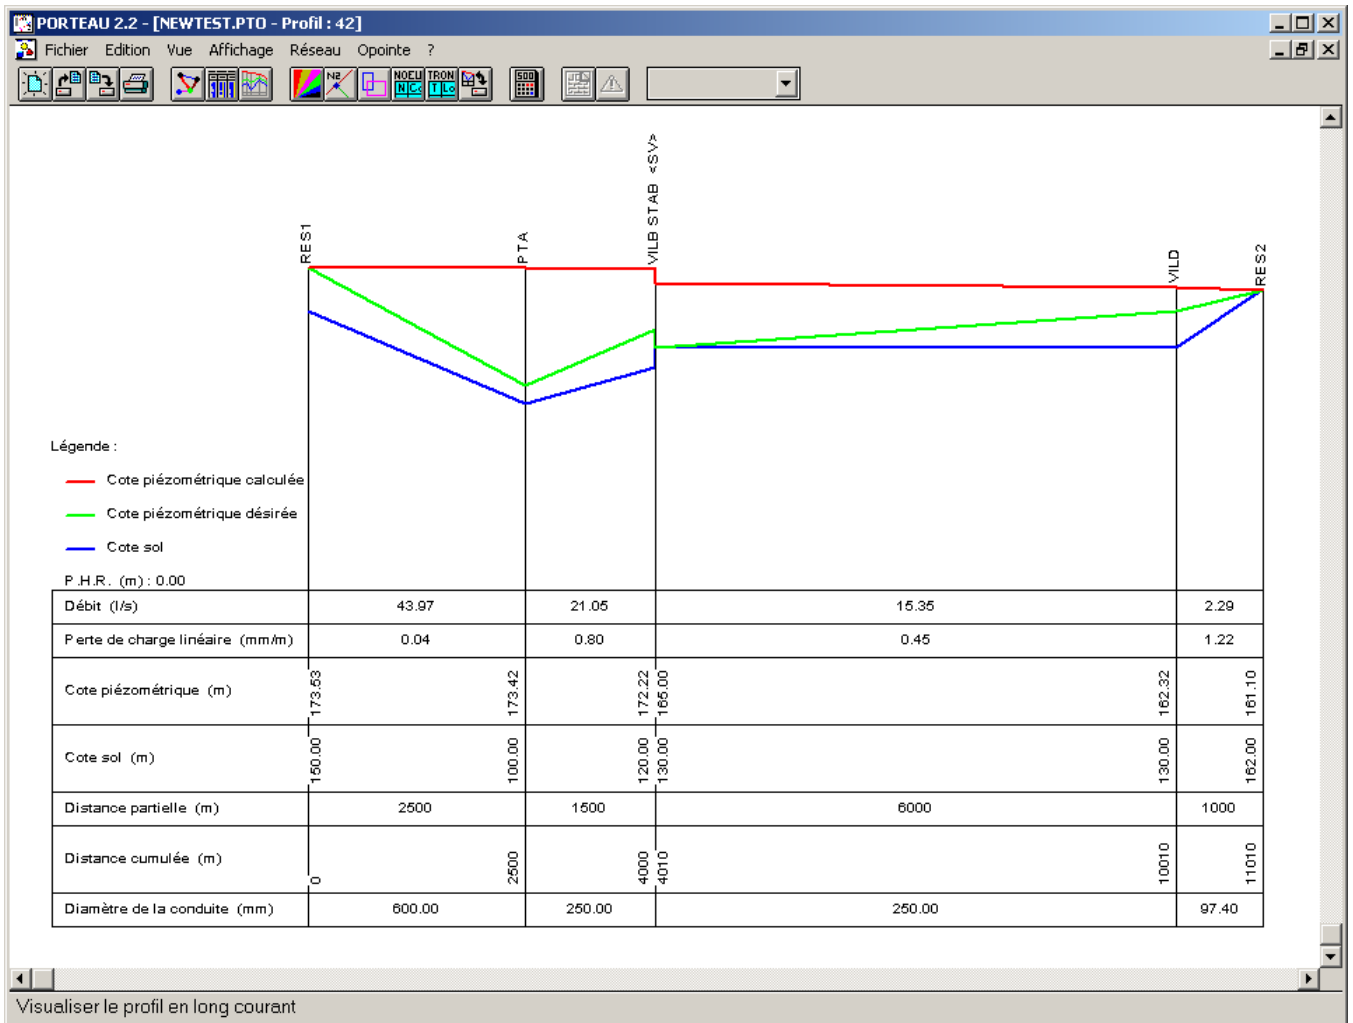 PORTEAU 2.2 - [NEWTEST.PTO - Profil : 42]
Fichier Edition Vue Affichage Réseau Opointe ?
N2 NOEU TRON 500
N Co T Lo
RES1
PTA
VILB STAB <SV>
VILD
RES2
Légende :
Cote piézométrique calculée
Cote piézométrique désirée
Cote sol
P.H.R. (m) : 0.00
Débit (l/s) 43.97 21.05 15.35 2.29
Perte de charge linéaire (mm/m) 0.04 0.80 0.45 1.22
Cote piézométrique (m) 173.53 173.42 172.22 165.00 162.32 161.10
Cote sol (m) 150.00 100.00 120.00 130.00 130.00 162.00
Distance partielle (m) 2500 1500 6000 1000
Distance cumulée (m) 0 2500 4000 4010 10010 11010
Diamètre de la conduite (mm) 600.00 250.00 250.00 97.40
Visualiser le profil en long courant